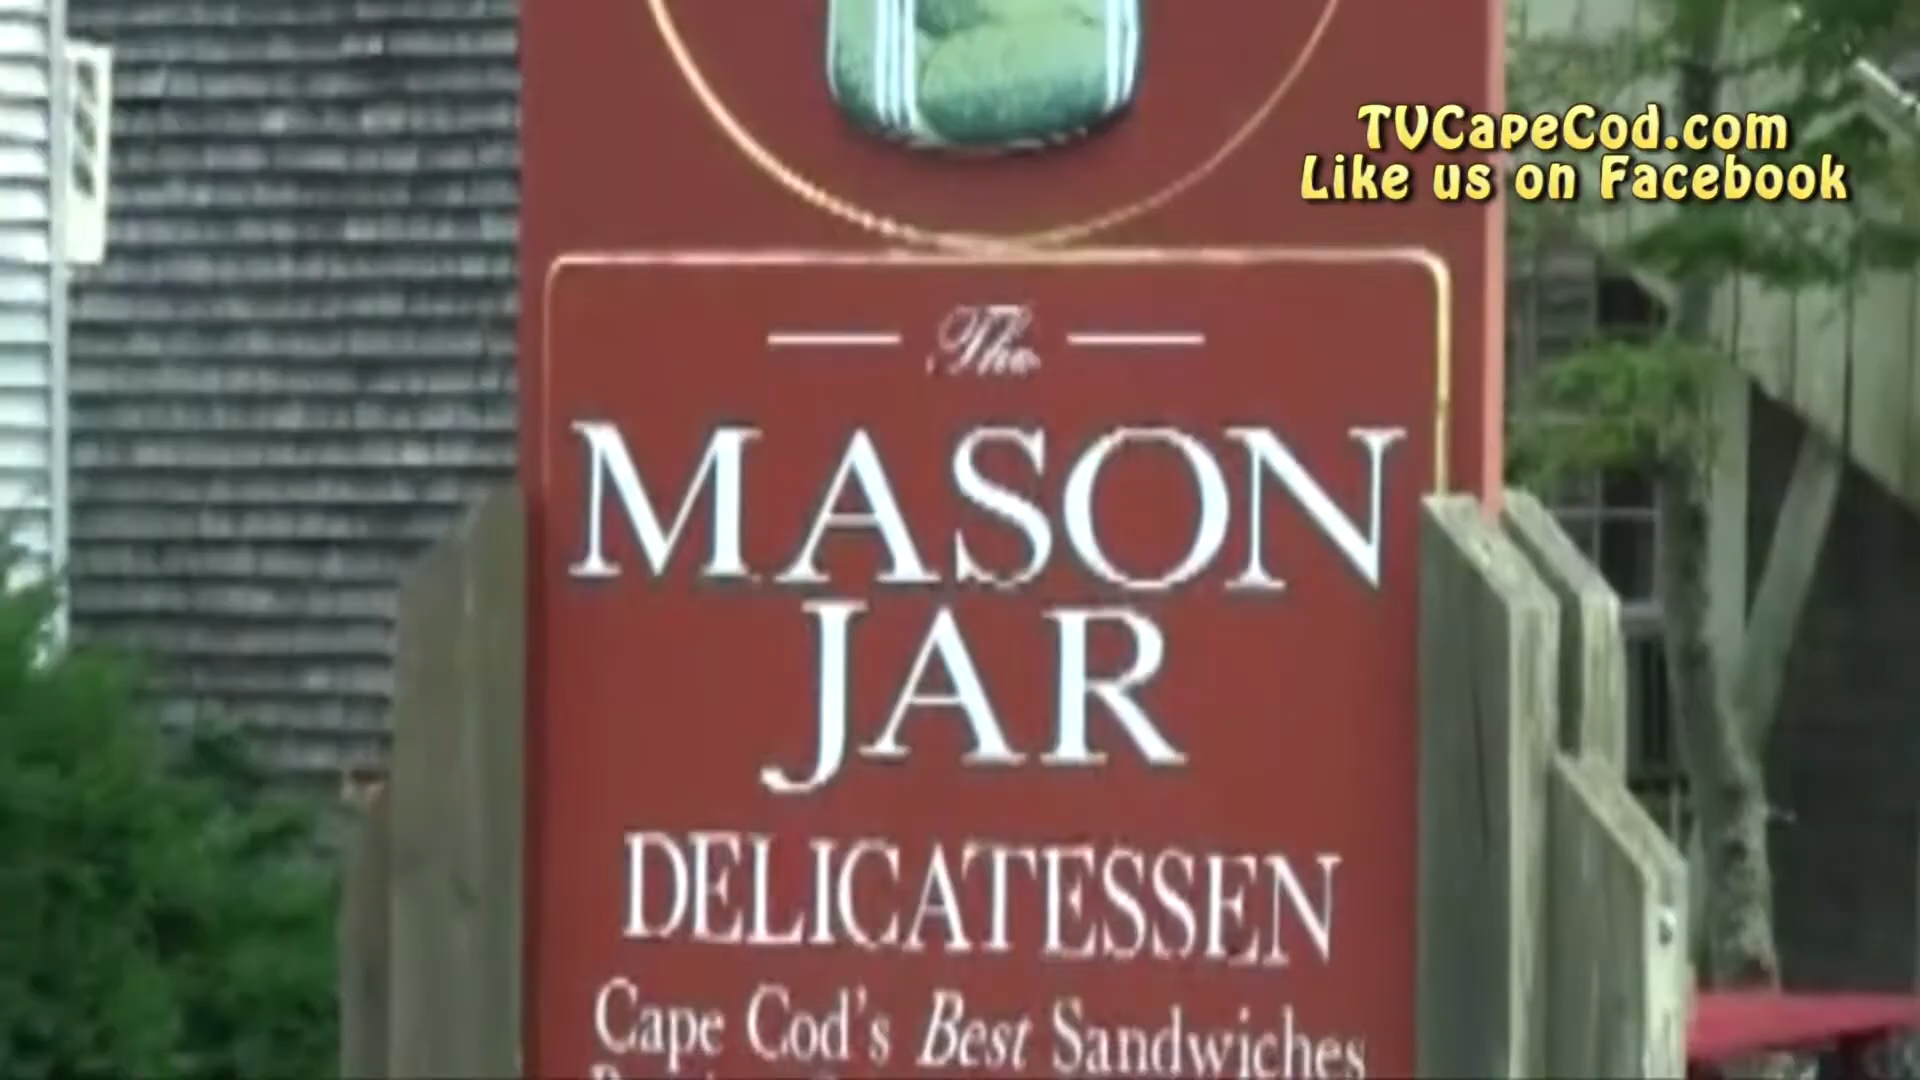 TVCapeCod.com
Like us on Facebook
The
MASON
JAR
DELICATESSEN
Cape Cod's Best Sandwiches